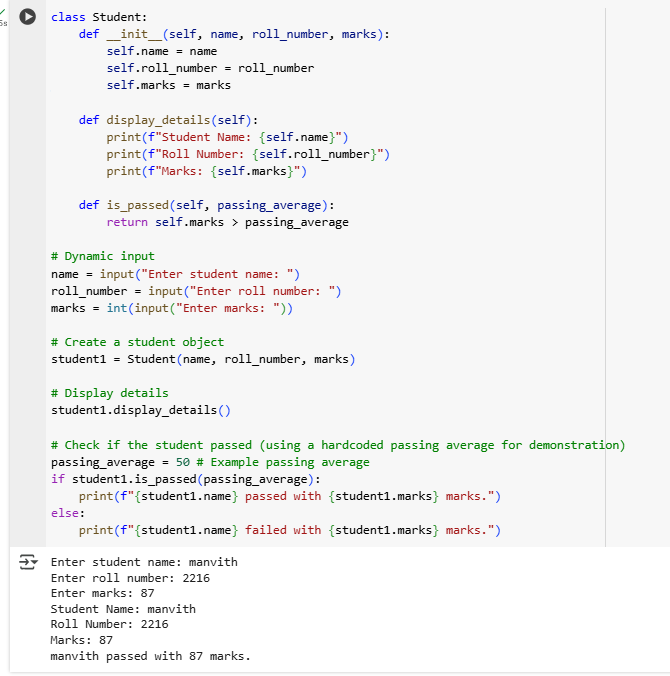 5s
class Student:
    def __init__(self, name, roll_number, marks):
        self.name = name
        self.roll_number = roll_number
        self.marks = marks

    def display_details(self):
        print(f"Student Name: {self.name}")
        print(f"Roll Number: {self.roll_number}")
        print(f"Marks: {self.marks}")

    def is_passed(self, passing_average):
        return self.marks > passing_average

# Dynamic input
name = input("Enter student name: ")
roll_number = input("Enter roll number: ")
marks = int(input("Enter marks: "))

# Create a student object
student1 = Student(name, roll_number, marks)

# Display details
student1.display_details()

# Check if the student passed (using a hardcoded passing average for demonstration)
passing_average = 50 # Example passing average
if student1.is_passed(passing_average):
    print(f"{student1.name} passed with {student1.marks} marks.")
else:
    print(f"{student1.name} failed with {student1.marks} marks.")
Enter student name: manvith
Enter roll number: 2216
Enter marks: 87
Student Name: manvith
Roll Number: 2216
Marks: 87
manvith passed with 87 marks.